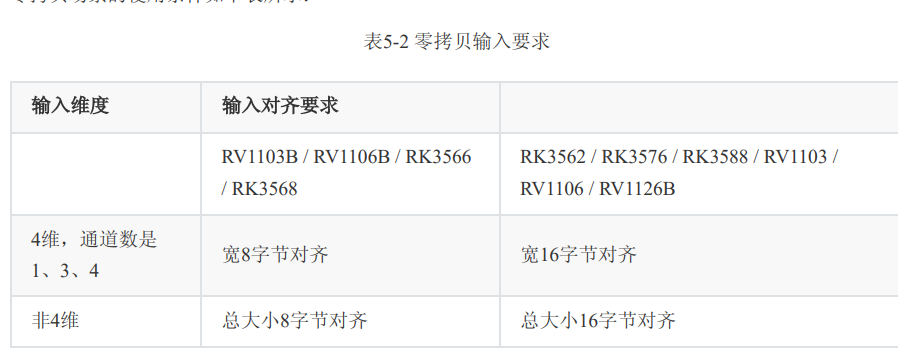 表5-2 零拷贝输入要求
输入维度
输入对齐要求
RV1103B / RV1106B / RK3566
/ RK3568
RK3562 / RK3576 / RK3588 / RV1103 /
RV1106 / RV1126B
4维，通道数是
1、3、4
宽8字节对齐
宽16字节对齐
非4维
总大小8字节对齐
总大小16字节对齐